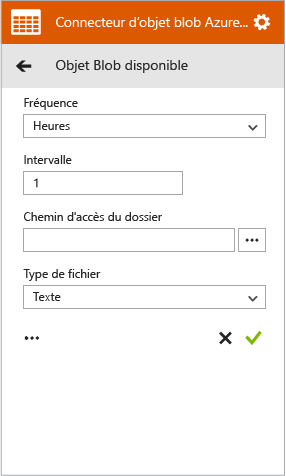 Connecteur d'objet blob Azure...
Objet Blob disponible
Fréquence
Heures
Intervalle
1
Chemin d'accès du dossier
...
Type de fichier
Texte
...